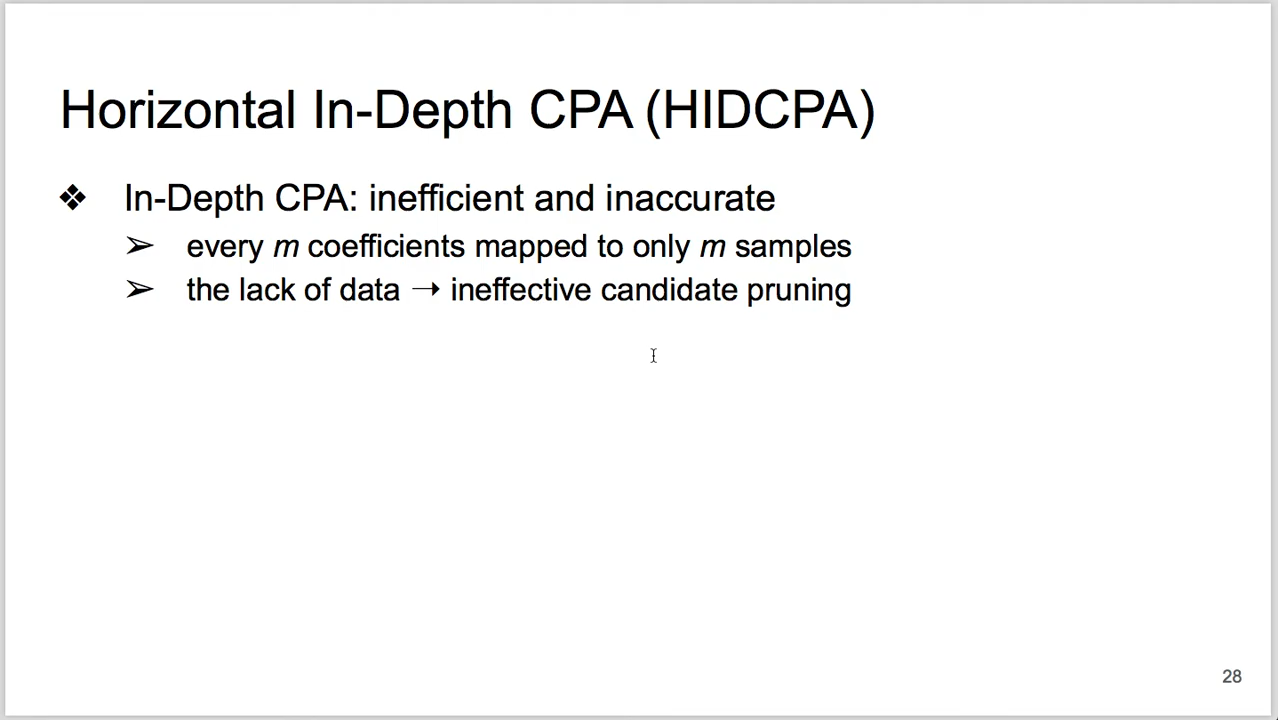 Horizontal In-Depth CPA (HIDCPA)
❖ In-Depth CPA: inefficient and inaccurate
➢ every m coefficients mapped to only m samples
➢ the lack of data → ineffective candidate pruning
28